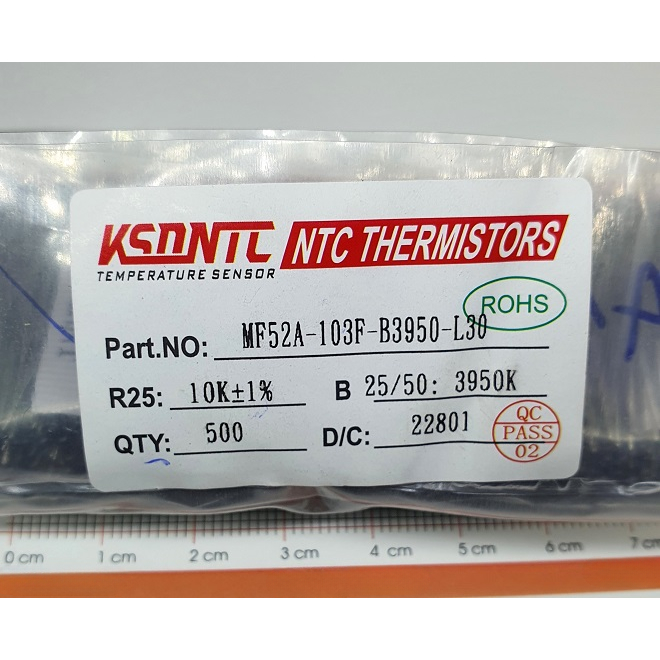 KSDNTC NTC THERMISTORS
TEMPERATURE SENSOR
ROHS
Part.NO: MF52A-103F-B3950-L30
R25: 10K±1% B 25/50: 3950K
QTY: 500 D/C: 22801
QC
PASS
02
0 cm 1 cm 2 cm 3 cm 4 cm 5 cm 6 cm 7 cm